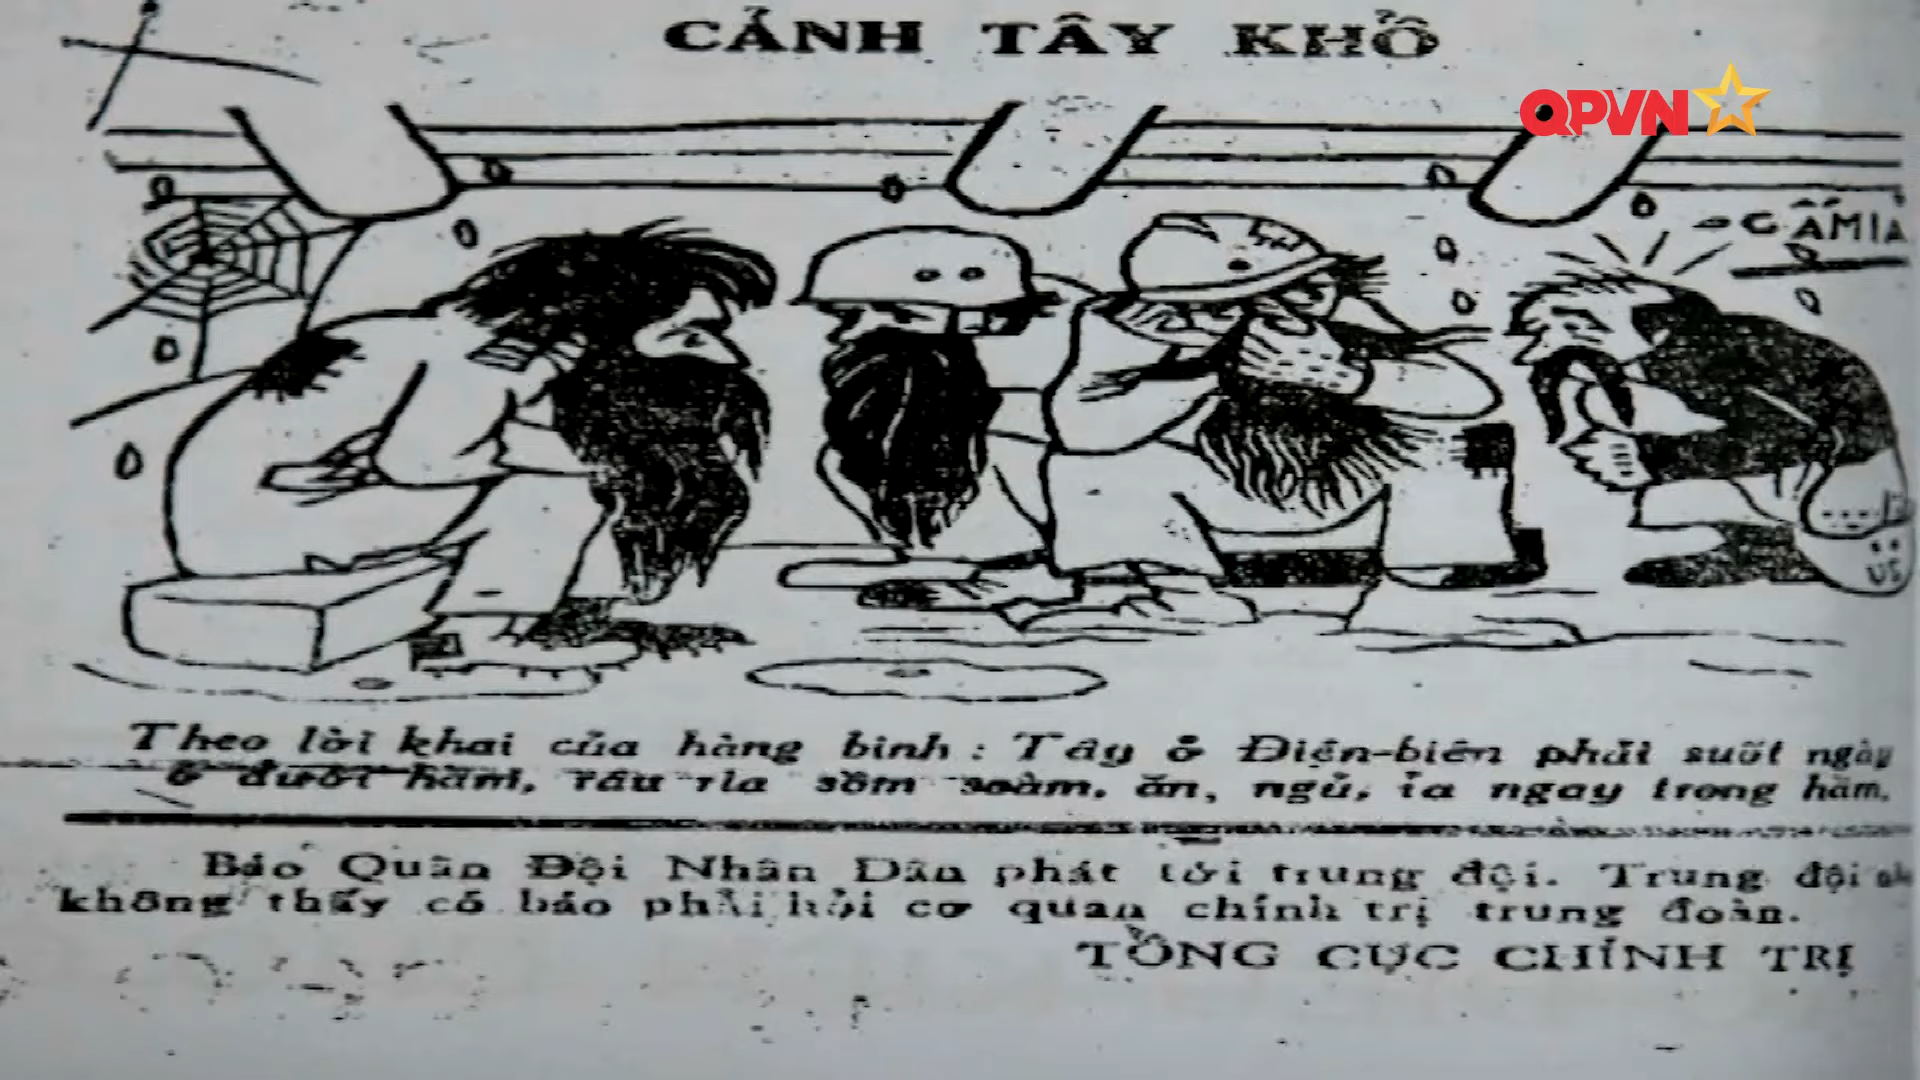 CẢNH TÂY KHỔ
QPVN
CẤM IA
US
Theo lời khai của hàng binh : Tây ở Điện-biên phải suốt ngày
ở dưới hầm, râu ria sồm soàm, ăn, ngủ, ỉa ngay trong hầm.
Báo Quân Đội Nhân Dân phát tới trung đội. Trung đội
không thấy có báo phải hỏi cơ quan chính trị trung đoàn.
TỔNG CỤC CHÍNH TRỊ